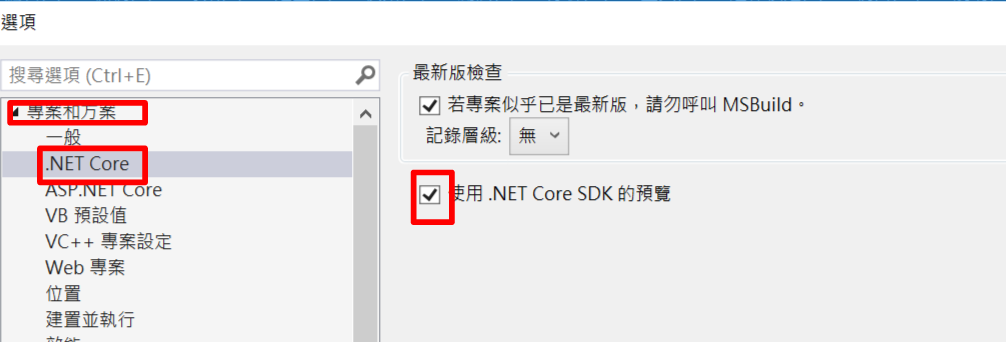 選項
搜尋選項 (Ctrl+E)
專案和方案
一般
.NET Core
ASP.NET Core
VB 預設值
VC++ 專案設定
Web 專案
位置
建置並執行
最新版檢查
若專案似乎已是最新版，請勿呼叫 MSBuild。
記錄層級: 無
使用 .NET Core SDK 的預覽